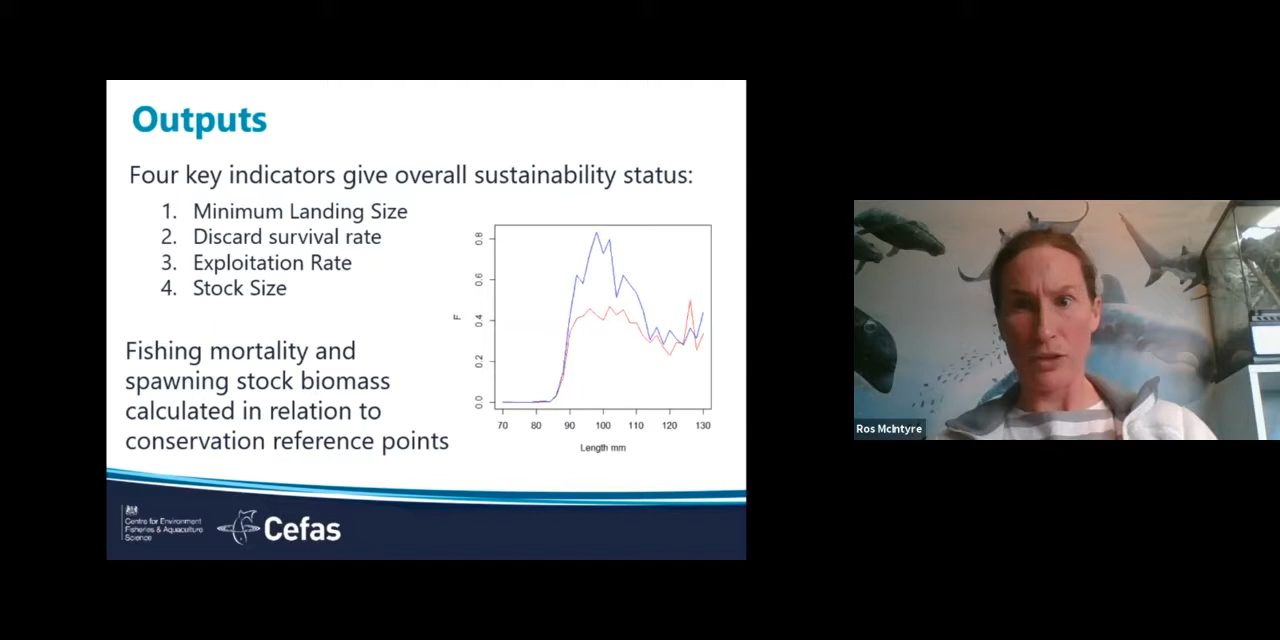 Outputs
Four key indicators give overall sustainability status:
1. Minimum Landing Size
2. Discard survival rate
3. Exploitation Rate
4. Stock Size
Fishing mortality and
spawning stock biomass
calculated in relation to
conservation reference points
F
0.8
0.6
0.4
0.2
0.0
70 80 90 100 110 120 130
Length mm
Centre for Environment
Fisheries & Aquaculture
Science
Cefas
Ros McIntyre